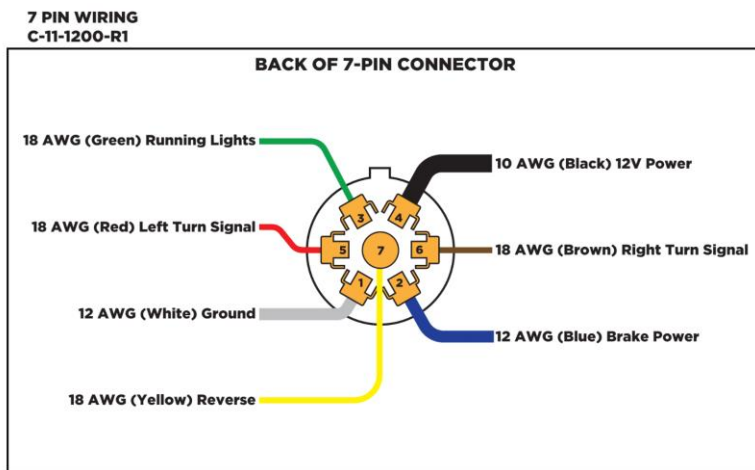 7 PIN WIRING
C-11-1200-R1
BACK OF 7-PIN CONNECTOR
18 AWG (Green) Running Lights
10 AWG (Black) 12V Power
3
4
18 AWG (Red) Left Turn Signal
5
7
6
18 AWG (Brown) Right Turn Signal
1
2
12 AWG (White) Ground
12 AWG (Blue) Brake Power
18 AWG (Yellow) Reverse